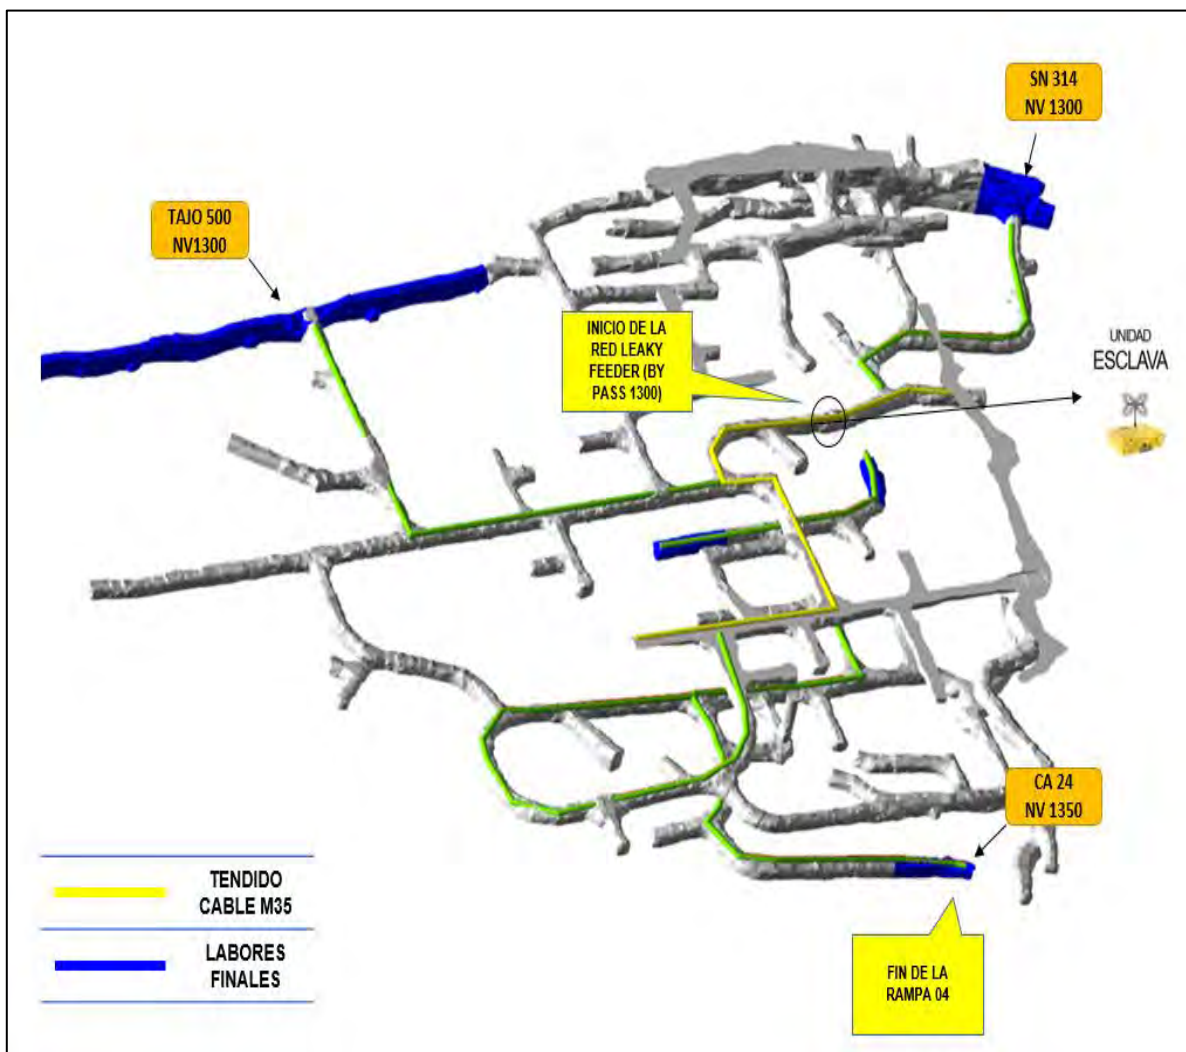 SN 314
NV 1300
TAJO 500
NV1300
INICIO DE LA
RED LEAKY
FEEDER (BY
PASS 1300)
UNIDAD
ESCLAVA
CA 24
NV 1350
TENDIDO
CABLE M35
LABORES
FINALES
FIN DE LA
RAMPA 04